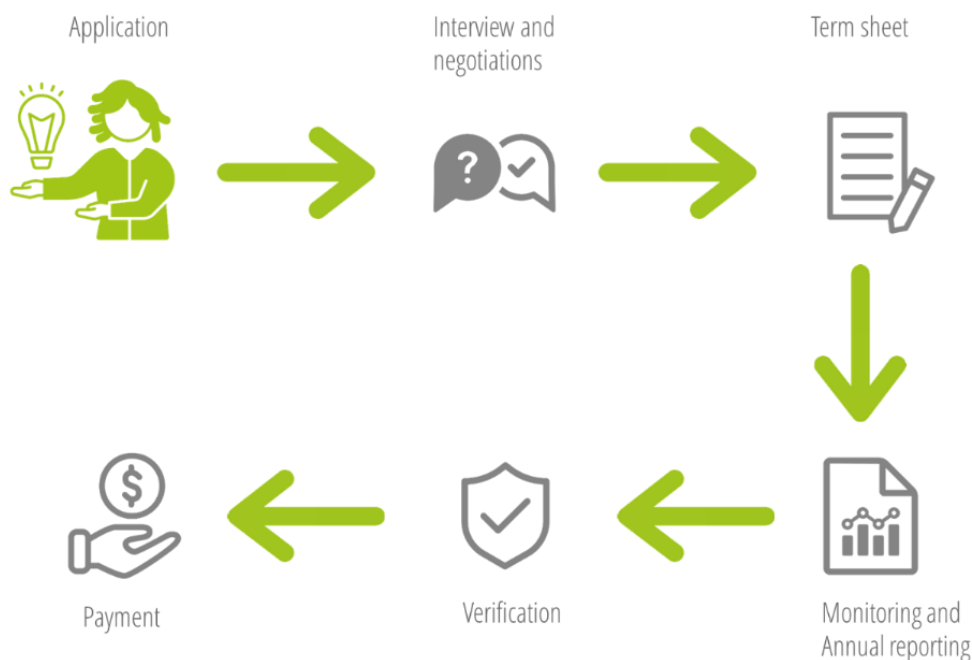 Application
Interview and
negotiations
Term sheet
?
$
Payment
Verification
Monitoring and
Annual reporting